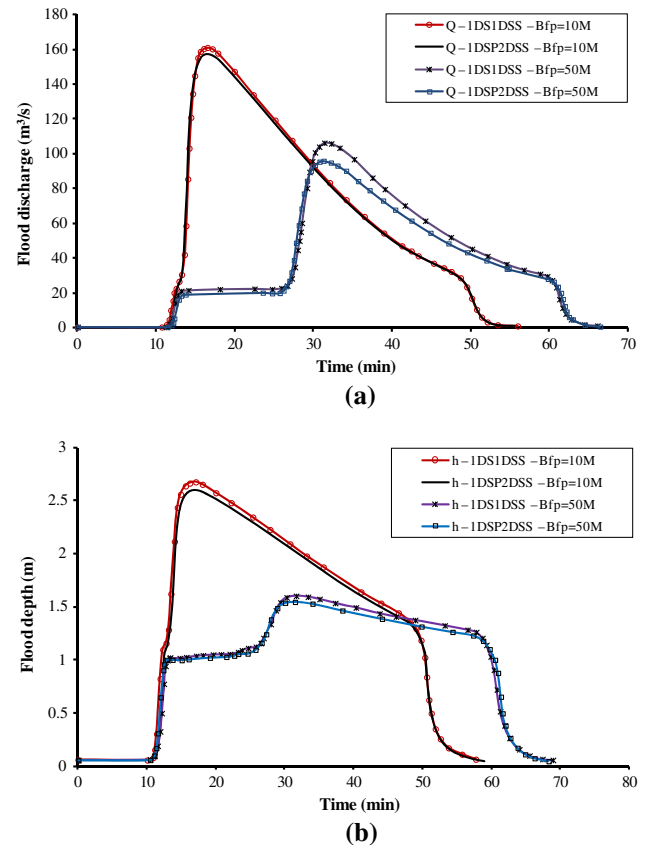 (a)
180
160
140
120
100
80
60
40
20
0
Flood discharge (m³/s)
Q–1DS1DSS –Bfp=10M
Q–1DSP2DSS –Bfp=10M
Q–1DS1DSS –Bfp=50M
Q–1DSP2DSS –Bfp=50M
0 10 20 30 40 50 60 70
Time (min)
(a)
3
2.5
2
1.5
1
0.5
0
Flood depth (m)
h–1DS1DSS –Bfp=10M
h–1DSP2DSS –Bfp=10M
h–1DS1DSS –Bfp=50M
h–1DSP2DSS –Bfp=50M
0 10 20 30 40 50 60 70 80
Time (min)
(b)